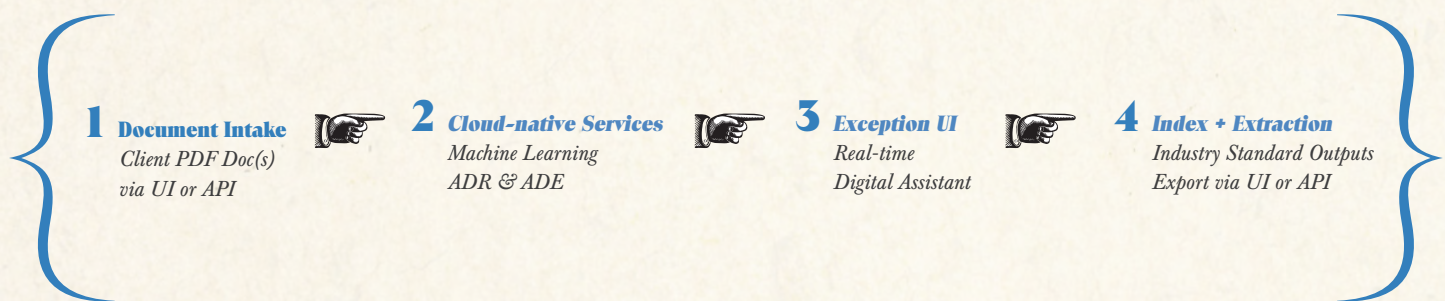 1 Document Intake
Client PDF Doc(s)
via UI or API
2 Cloud-native Services
Machine Learning
ADR & ADE
3 Exception UI
Real-time
Digital Assistant
4 Index + Extraction
Industry Standard Outputs
Export via UI or API